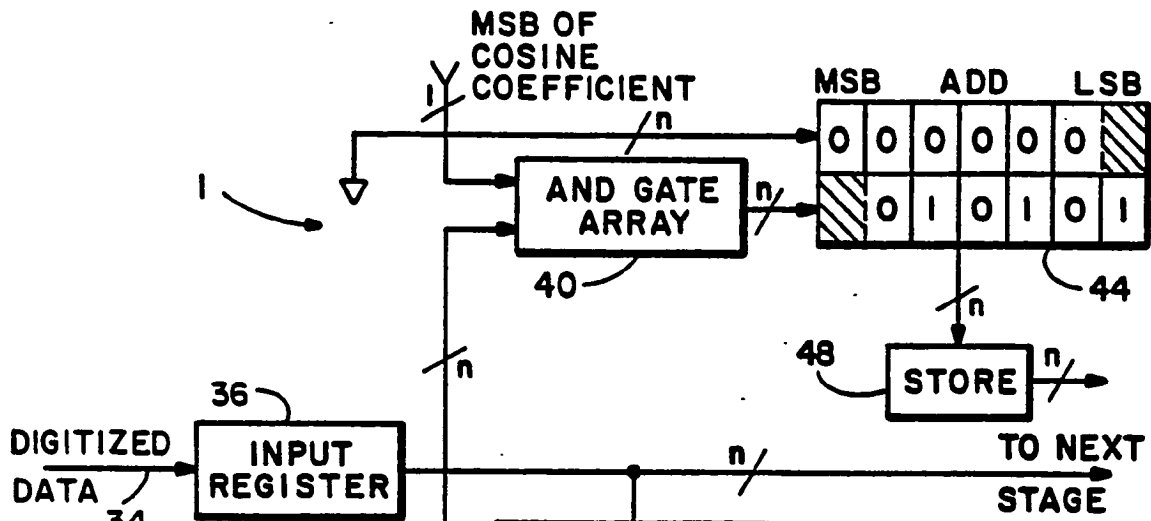 MSB OF
COSINE
COEFFICIENT
1
n
MSB ADD LSB
0 0 0 0 0 0
0 1 0 1 0 1
1
AND GATE
ARRAY
n
40
44
n
n
48
STORE
n
36
DIGITIZED
DATA
34
INPUT
REGISTER
n
TO NEXT
STAGE